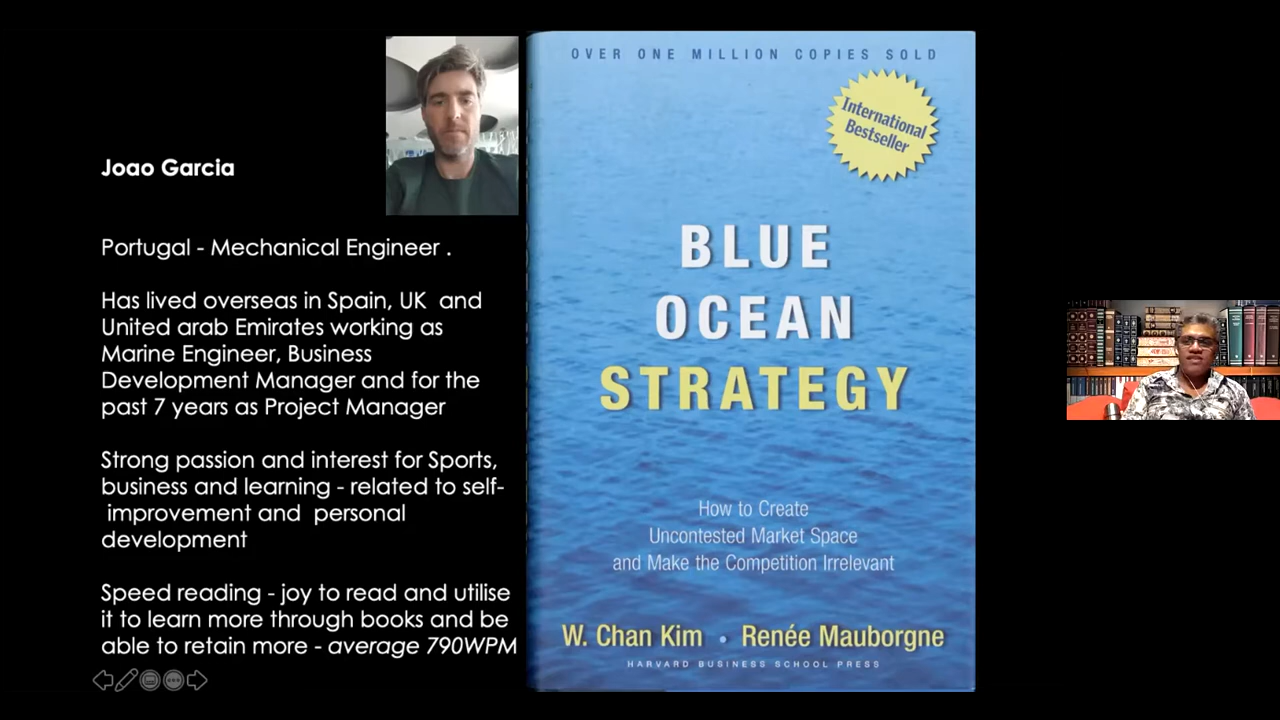 Joao Garcia
Portugal - Mechanical Engineer .
Has lived overseas in Spain, UK and
United arab Emirates working as
Marine Engineer, Business
Development Manager and for the
past 7 years as Project Manager
Strong passion and interest for Sports,
business and learning - related to self-
improvement and personal
development
Speed reading - joy to read and utilise
it to learn more through books and be
able to retain more - average 790WPM
OVER ONE MILLION COPIES SOLD
International
Bestseller
BLUE
OCEAN
STRATEGY
How to Create
Uncontested Market Space
and Make the Competition Irrelevant
W. Chan Kim • Renée Mauborgne
HARVARD BUSINESS SCHOOL PRESS